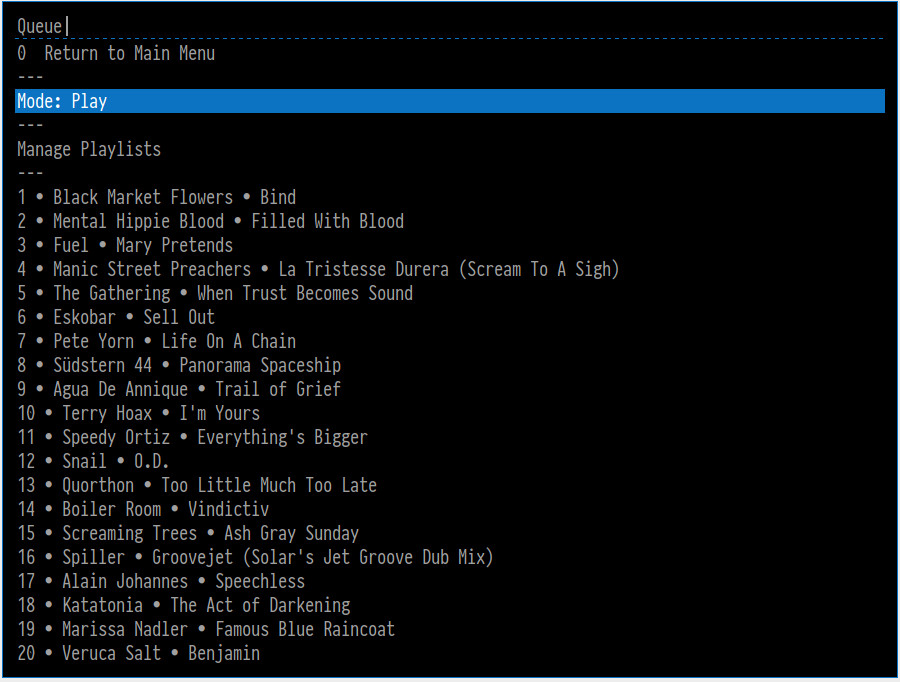 Queue
0  Return to Main Menu
---
Mode: Play
---
Manage Playlists
---
1 • Black Market Flowers • Bind
2 • Mental Hippie Blood • Filled With Blood
3 • Fuel • Mary Pretends
4 • Manic Street Preachers • La Tristesse Durera (Scream To A Sigh)
5 • The Gathering • When Trust Becomes Sound
6 • Eskobar • Sell Out
7 • Pete Yorn • Life On A Chain
8 • Südstern 44 • Panorama Spaceship
9 • Agua De Annique • Trail of Grief
10 • Terry Hoax • I'm Yours
11 • Speedy Ortiz • Everything's Bigger
12 • Snail • O.D.
13 • Quorthon • Too Little Much Too Late
14 • Boiler Room • Vindictiv
15 • Screaming Trees • Ash Gray Sunday
16 • Spiller • Groovejet (Solar's Jet Groove Dub Mix)
17 • Alain Johannes • Speechless
18 • Katatonia • The Act of Darkening
19 • Marissa Nadler • Famous Blue Raincoat
20 • Veruca Salt • Benjamin